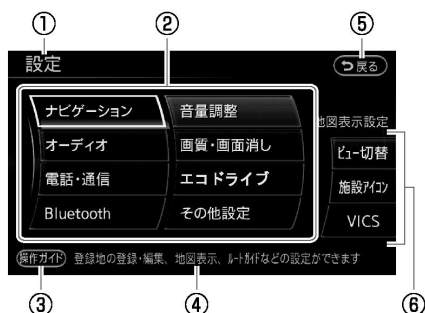 ① ② ⑤
設定 戻る
ナビゲーション 音量調整
地図表示設定
オーディオ 画質・画面消し ビュー切替
電話・通信 エコドライブ 施設アイコン
Bluetooth その他設定 VICS
操作ガイド 登録地の登録・編集、地図表示、ルートガイドなどの設定ができます
③ ④ ⑥